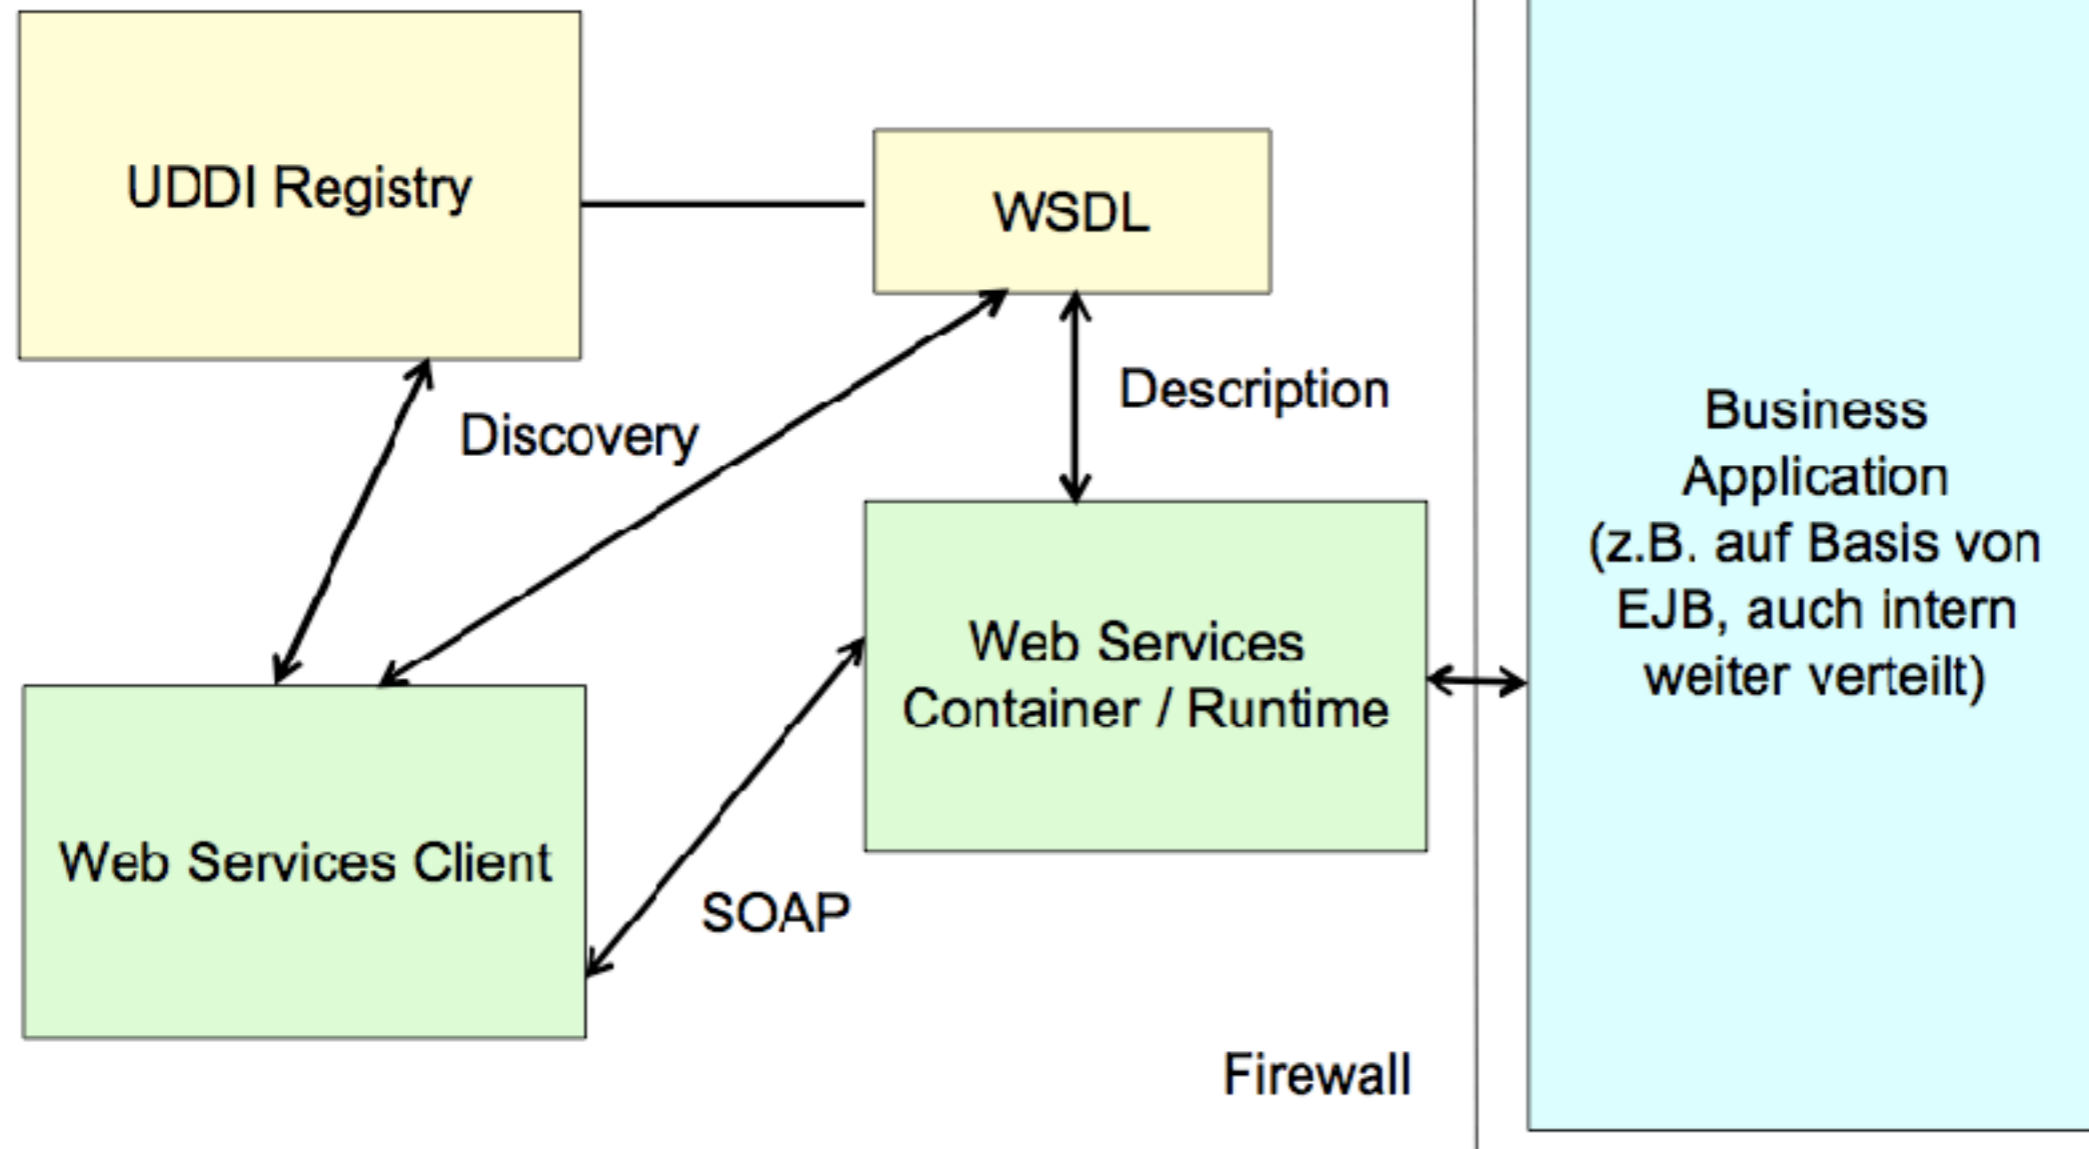 UDDI Registry
WSDL
Discovery
Description
Web Services
Container / Runtime
Web Services Client
SOAP
Firewall
Business
Application
(z.B. auf Basis von
EJB, auch intern
weiter verteilt)